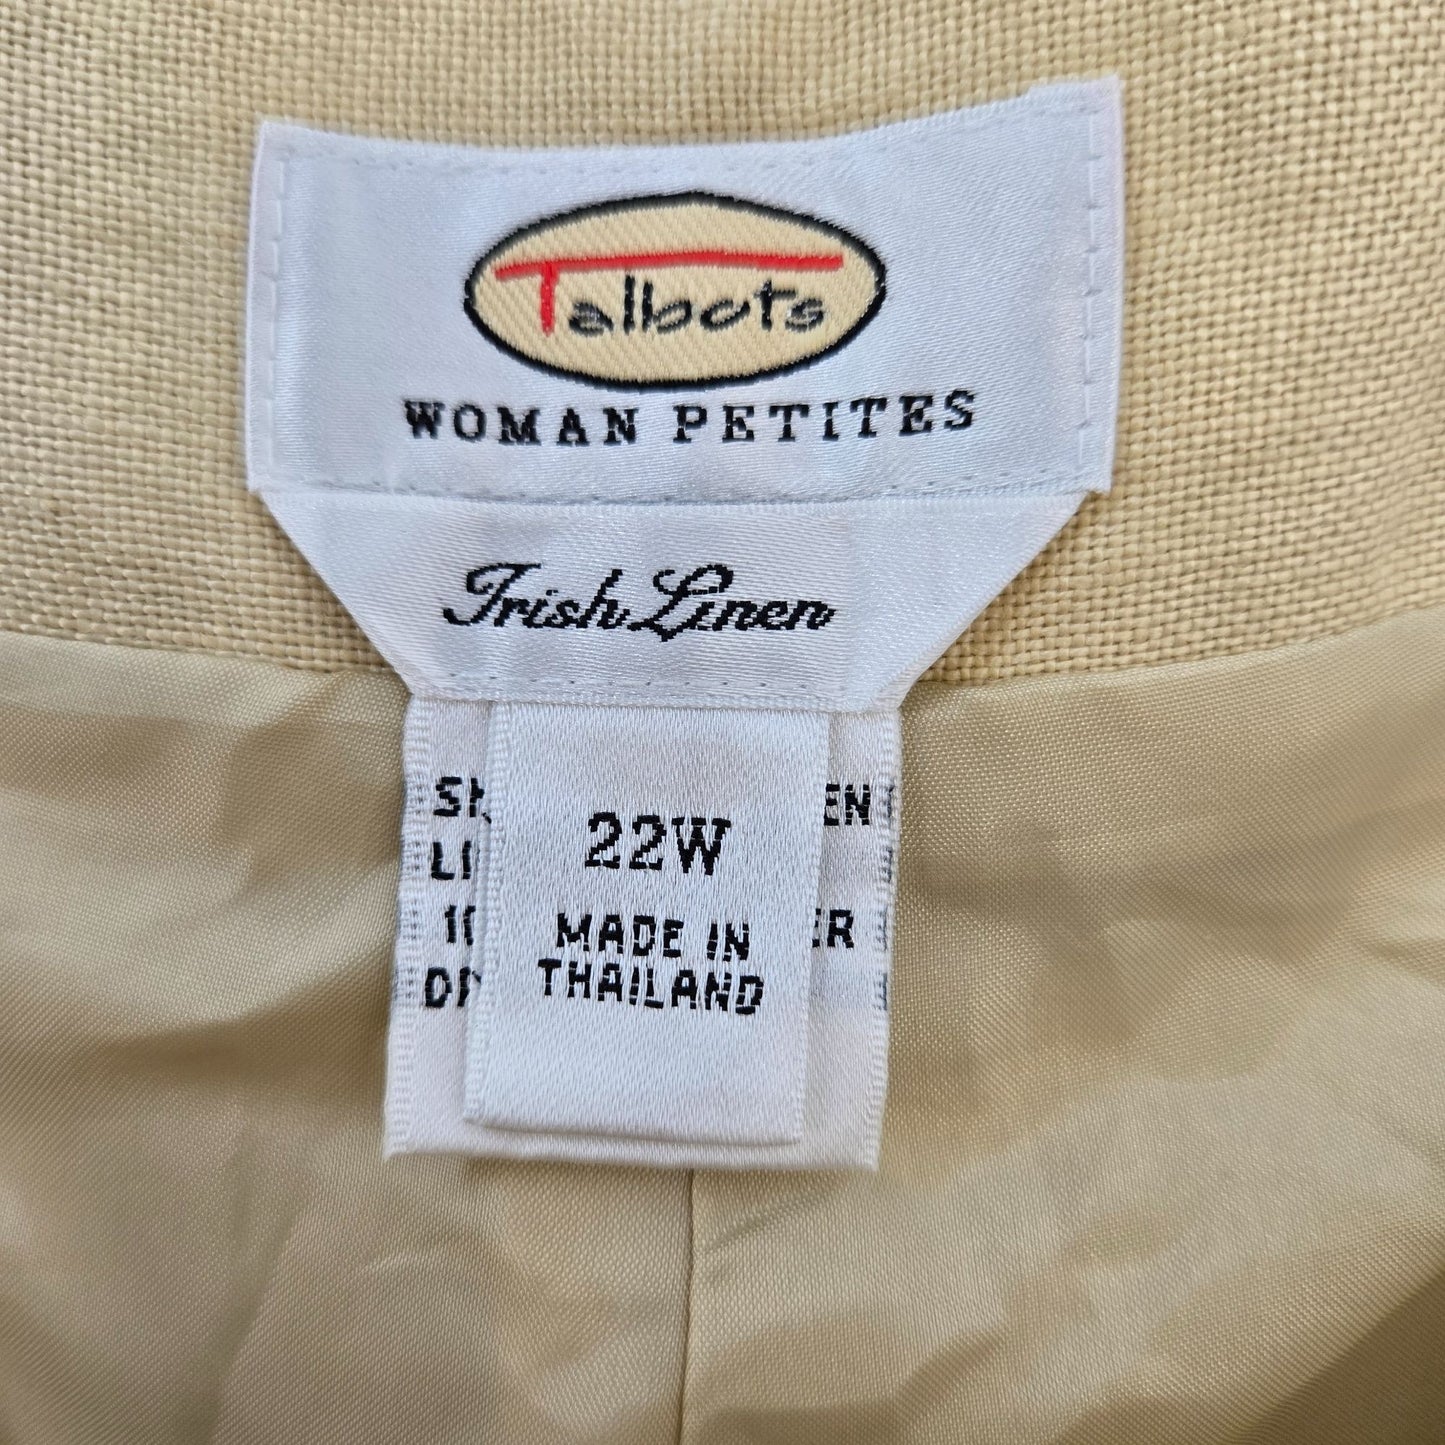 Talbots
WOMAN PETITES
Irish Linen
22W
MADE IN
THAILAND